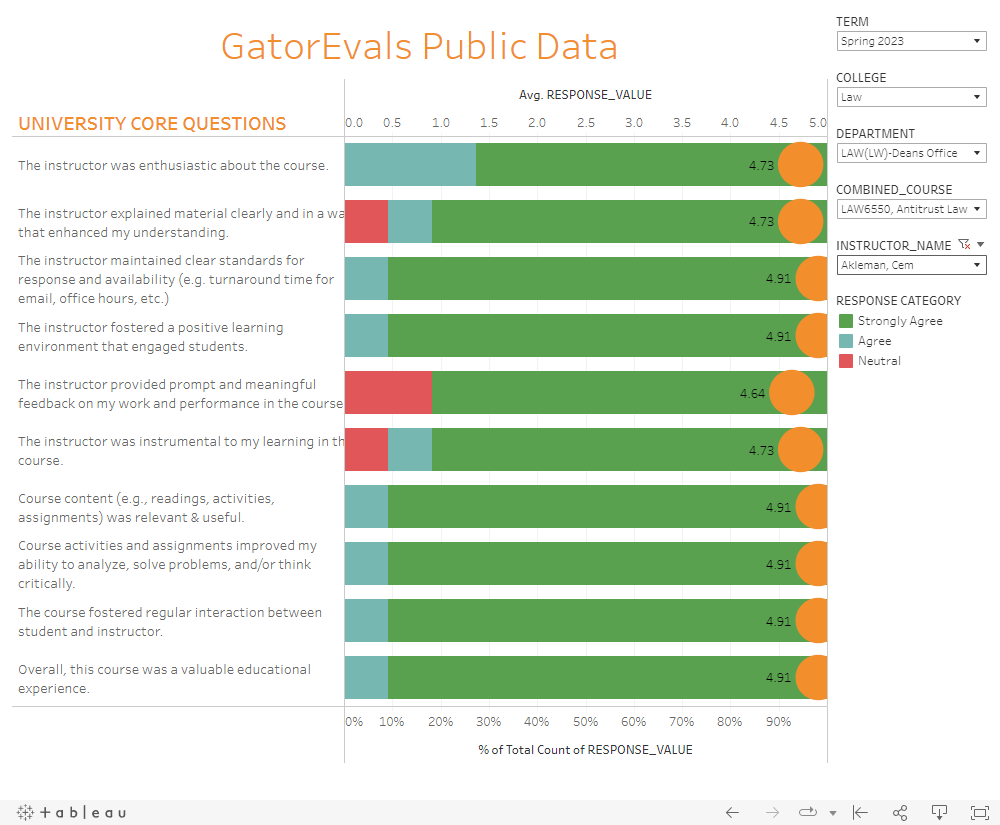 GatorEvals Public Data
TERM
Spring 2023
COLLEGE
Law
DEPARTMENT
LAW(LW)-Deans Office
COMBINED_COURSE
LAW6550, Antitrust Law
INSTRUCTOR_NAME
Akleman, Cem
RESPONSE CATEGORY
Strongly Agree
Agree
Neutral
Avg. RESPONSE_VALUE
UNIVERSITY CORE QUESTIONS
0.0 0.5 1.0 1.5 2.0 2.5 3.0 3.5 4.0 4.5 5.0
The instructor was enthusiastic about the course.
4.73
The instructor explained material clearly and in a wa
that enhanced my understanding.
4.73
The instructor maintained clear standards for
response and availability (e.g. turnaround time for
email, office hours, etc.)
4.91
The instructor fostered a positive learning
environment that engaged students.
4.91
The instructor provided prompt and meaningful
feedback on my work and performance in the course
4.64
The instructor was instrumental to my learning in th
course.
4.73
Course content (e.g., readings, activities,
assignments) was relevant & useful.
4.91
Course activities and assignments improved my
ability to analyze, solve problems, and/or think
critically.
4.91
The course fostered regular interaction between
student and instructor.
4.91
Overall, this course was a valuable educational
experience.
4.91
0% 10% 20% 30% 40% 50% 60% 70% 80% 90%
% of Total Count of RESPONSE_VALUE
tableau